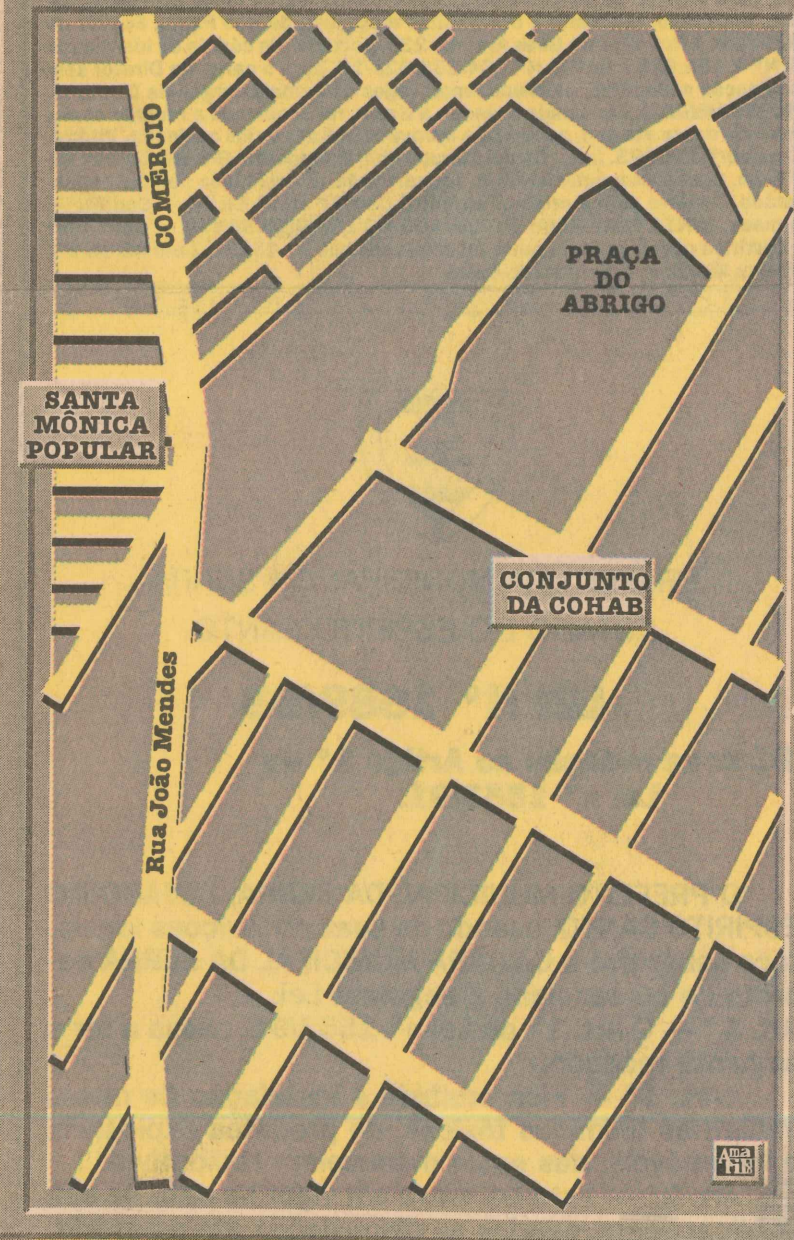 COMÉRCIO
PRAÇA
DO
ABRIGO
SANTA
MÔNICA
POPULAR
CONJUNTO
DA COHAB
Rua João Mendes